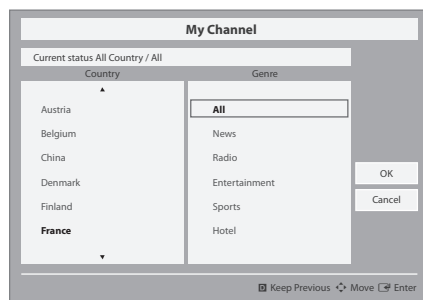 My Channel
Current status All Country / All
Country Genre
Austria All
Belgium News
China Radio
Denmark Entertainment
Finland Sports
France Hotel
OK
Cancel
D Keep Previous Move Enter